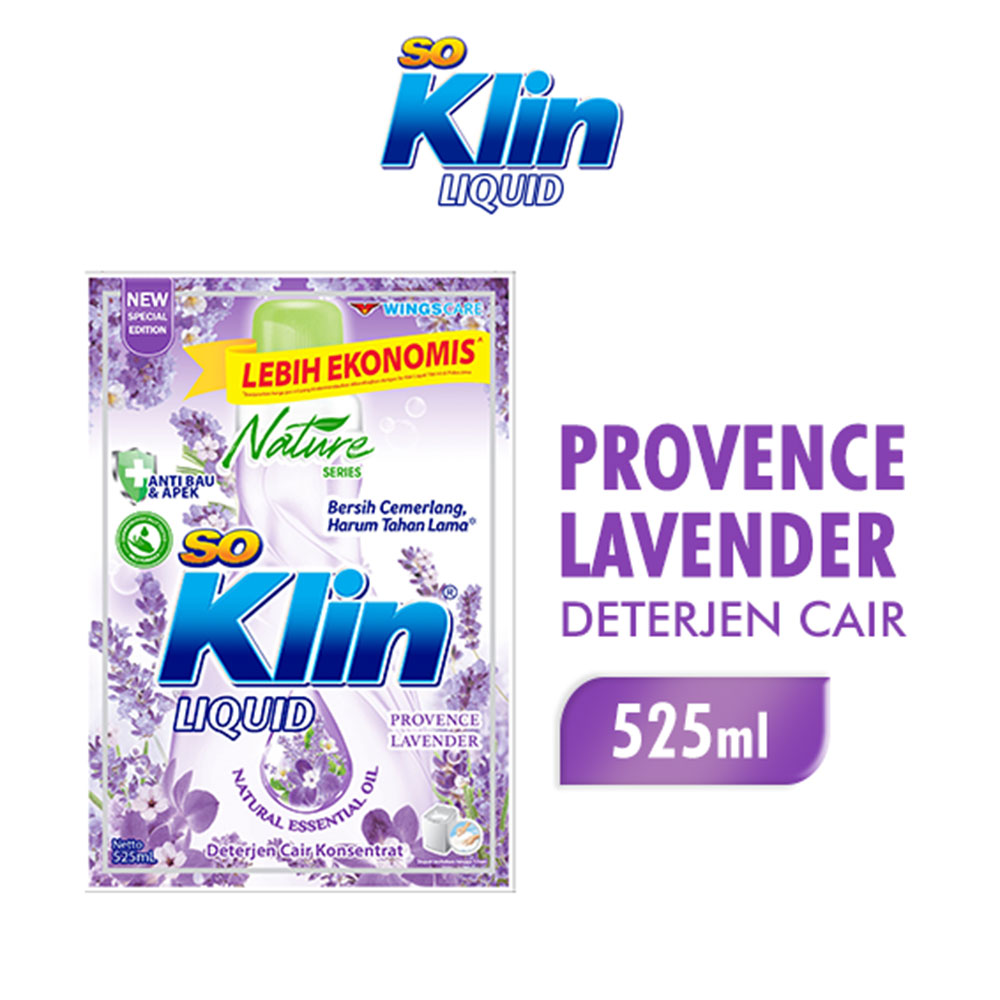 SO
Klin
LIQUID
NEW
SPECIAL
EDITION
WINGSCARE
LEBIH EKONOMIS^
Nature
SERIES
ANTI BAU
& APEK
Bersih Cemerlang,
Harum Tahan Lama
SO
Klin®
LIQUID
PROVENCE
LAVENDER
NATURAL ESSENTIAL OIL
Netto
525mL
Deterjen Cair Konsentrat
PROVENCE
LAVENDER
DETERJEN CAIR
525ml